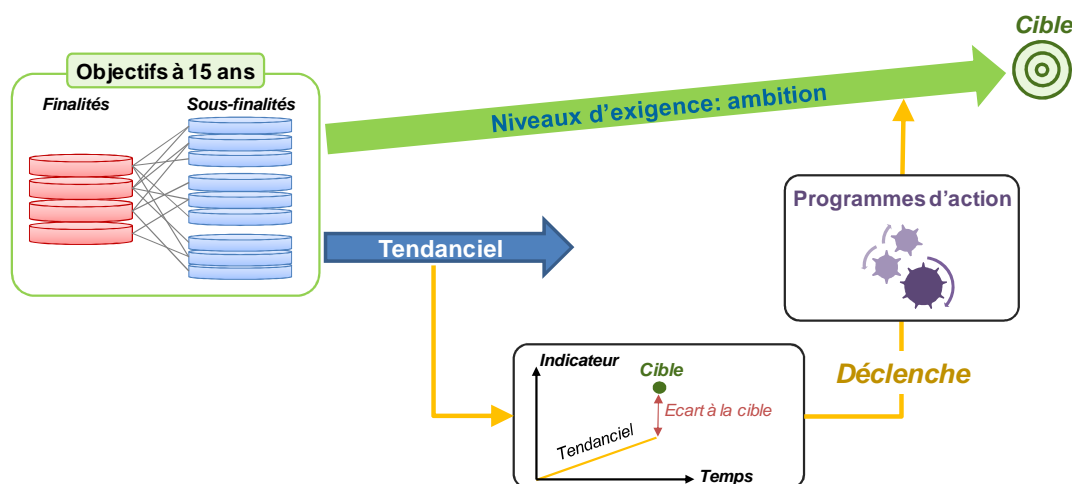 Cible
Objectifs à 15 ans
Finalités
Sous-finalités
Niveaux d'exigence: ambition
Programmes d'action
Tendanciel
Indicateur
Cible
Ecart à la cible
Tendanciel
Temps
Déclenche